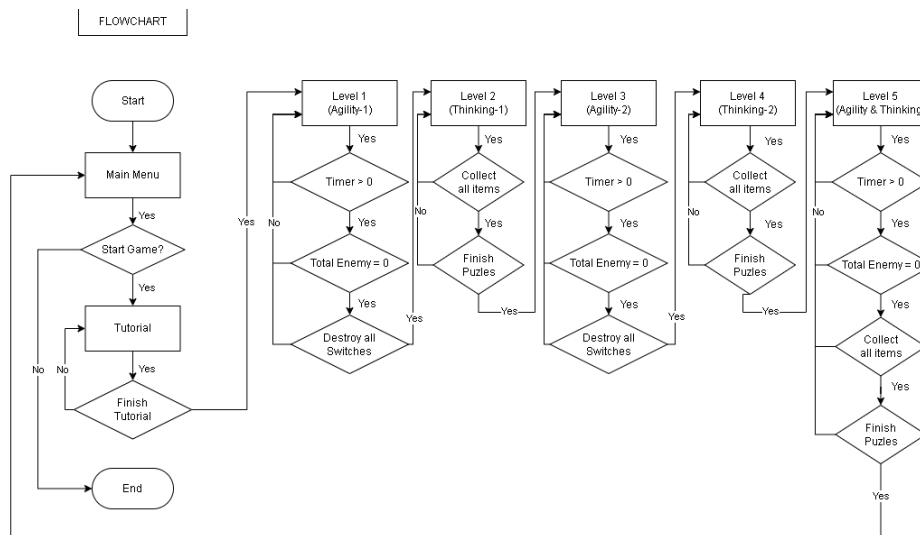 FLOWCHART
Start
Main Menu
Yes
Start Game?
Yes
Tutorial
Yes
No
No
Finish
Tutorial
End
Yes
Level 1
(Agility-1)
Yes
Timer > 0
No
Yes
Total Enemy = 0
Yes
Destroy all
Switches
Yes
Level 2
(Thinking-1)
Yes
Collect
all items
No
Yes
Finish
Puzles
Yes
Level 3
(Agility-2)
Yes
Timer > 0
No
Yes
Total Enemy = 0
Yes
Destroy all
Switches
Yes
Level 4
(Thinking-2)
Yes
Collect
all items
No
Yes
Finish
Puzles
Yes
Level 5
(Agility & Thinking
Yes
Timer > 0
No
Yes
Total Enemy = 0
Yes
Collect
all items
Yes
Finish
Puzles
Yes